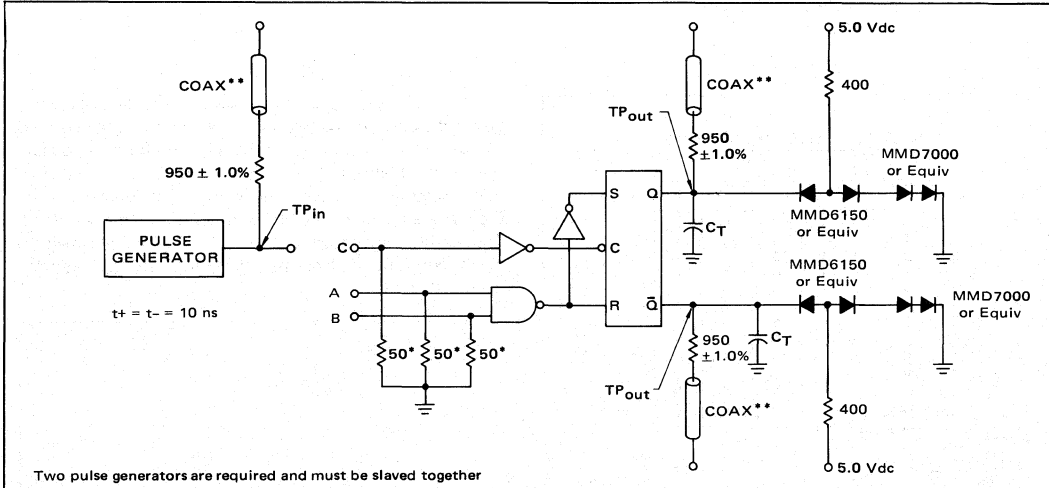 COAX**
950 ± 1.0%
TPin
PULSE
GENERATOR
t+ = t– = 10 ns
C
A
B
50*
50*
50*
S
Q
C
R
Q̄
TPout
COAX**
950
±1.0%
CT
5.0 Vdc
400
MMD6150
or Equiv
MMD7000
or Equiv
MMD6150
or Equiv
MMD7000
or Equiv
CT
950
±1.0%
TPout
COAX**
400
5.0 Vdc
Two pulse generators are required and must be slaved together